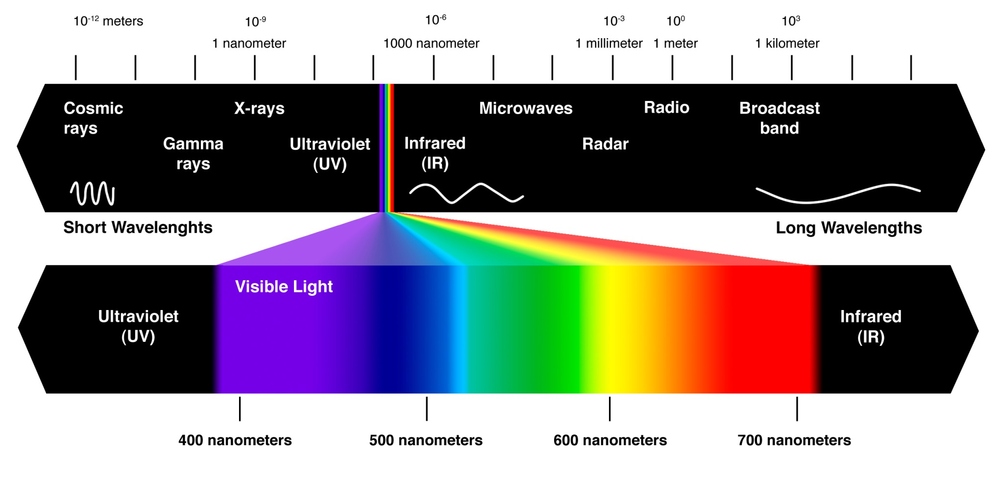 10⁻¹² meters 10⁻⁹ 10⁻⁶ 10⁻³ 10⁰ 10³
1 nanometer 1000 nanometer 1 millimeter 1 meter 1 kilometer
Cosmic
rays
X-rays
Microwaves
Radio
Broadcast
band
Gamma
rays
Ultraviolet
(UV)
Infrared
(IR)
Radar
Short Wavelenghts
Long Wavelengths
Visible Light
Ultraviolet
(UV)
Infrared
(IR)
400 nanometers 500 nanometers 600 nanometers 700 nanometers